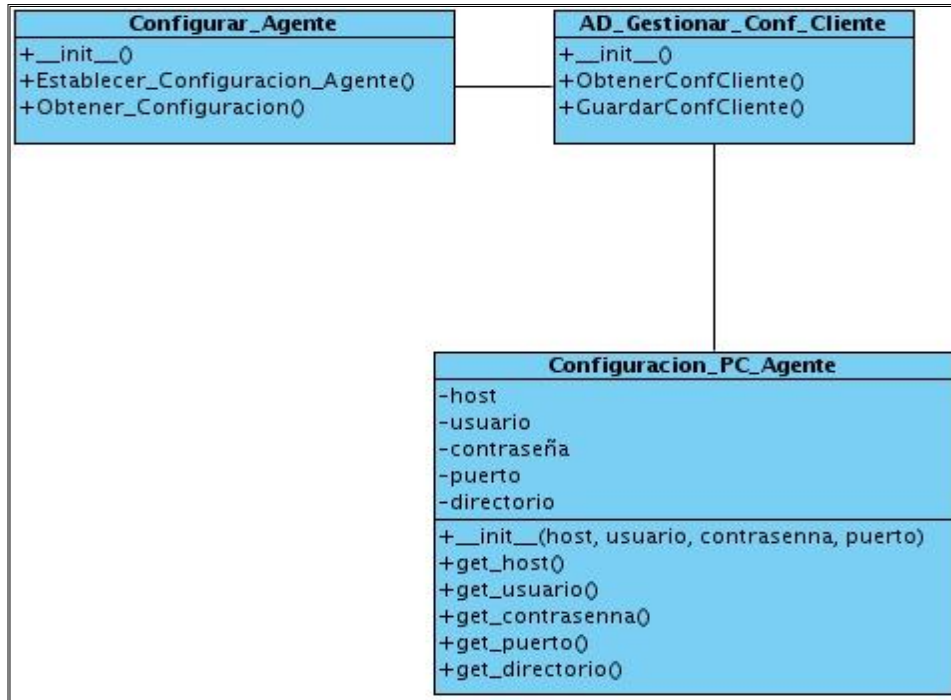 Configurar_Agente
+__init__()
+Establecer_Configuracion_Agente()
+Obtener_Configuracion()
AD_Gestionar_Conf_Cliente
+__init__()
+ObtenerConfCliente()
+GuardarConfCliente()
Configuracion_PC_Agente
-host
-usuario
-contraseña
-puerto
-directorio
+__init__(host, usuario, contrasenna, puerto)
+get_host()
+get_usuario()
+get_contrasenna()
+get_puerto()
+get_directorio()